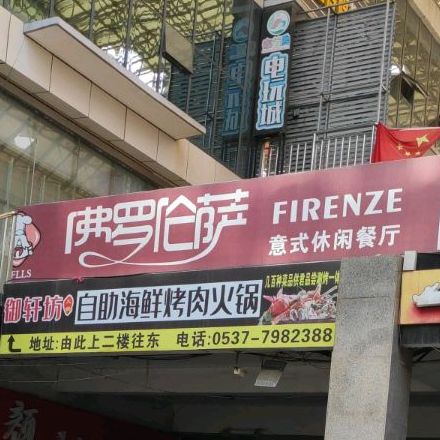 电玩城
佛罗伦萨 FIRENZE
意式休闲餐厅
御轩坊 自助海鲜烤肉火锅
地址:由此上二楼往东 电话:0537-7982388